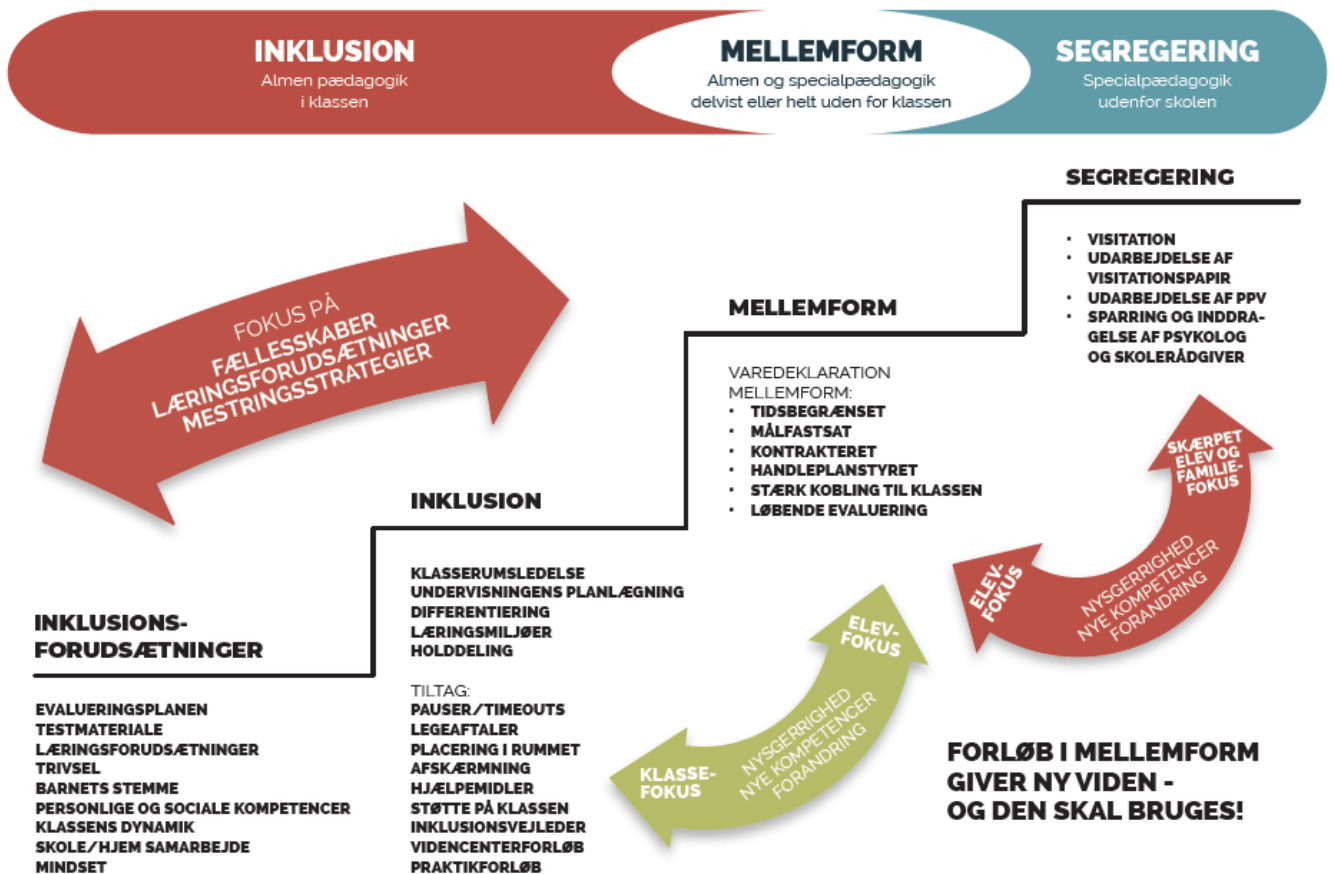 INKLUSION
Almen pædagogik
i klassen
MELLEMFORM
Almen og specialpædagogik
delvist eller helt uden for klassen
SEGREGERING
Specialpædagogik
udenfor skolen
FOKUS PÅ
FÆLLESSKABER
LÆRINGSFORUDSÆTNINGER
MESTRINGSSTRATEGIER
INKLUSIONS-
FORUDSÆTNINGER
EVALUERINGSPLANEN
TESTMATERIALE
LÆRINGSFORUDSÆTNINGER
TRIVSEL
BARNETS STEMME
PERSONLIGE OG SOCIALE KOMPETENCER
KLASSENS DYNAMIK
SKOLE/HJEM SAMARBEJDE
MINDSET
INKLUSION
KLASSERUMSLEDELSE
UNDERVISNINGENS PLANLÆGNING
DIFFERENTIERING
LÆRINGSMILJØER
HOLDDELING
TILTAG:
PAUSER/TIMEOUTS
LEGEAFTALER
PLACERING I RUMMET
AFSKÆRMNING
HJÆLPEMIDLER
STØTTE PÅ KLASSEN
INKLUSIONSVEJLEDER
VIDENCENTERFORLØB
PRAKTIKFORLØB
MELLEMFORM
VAREDEKLARATION
MELLEMFORM:
• TIDSBEGRÆNSET
• MÅLFASTSAT
• KONTRAKTERET
• HANDLEPLANSTYRET
• STÆRK KOBLING TIL KLASSEN
• LØBENDE EVALUERING
SEGREGERING
• VISITATION
• UDARBEJDELSE AF
VISITATIONSPAPIR
• UDARBEJDELSE AF PPV
• SPARRING OG INDDRA-
GELSE AF PSYKOLOG
OG SKOLERÅDGIVER
KLASSE-
FOKUS
NYSGERRIGHED
NYE KOMPETENCER
FORANDRING
ELEV-
FOKUS
ELEV-
FOKUS
NYSGERRIGHED
NYE KOMPETENCER
FORANDRING
SKÆRPET
ELEV OG
FAMILIE-
FOKUS
FORLØB I MELLEMFORM
GIVER NY VIDEN -
OG DEN SKAL BRUGES!